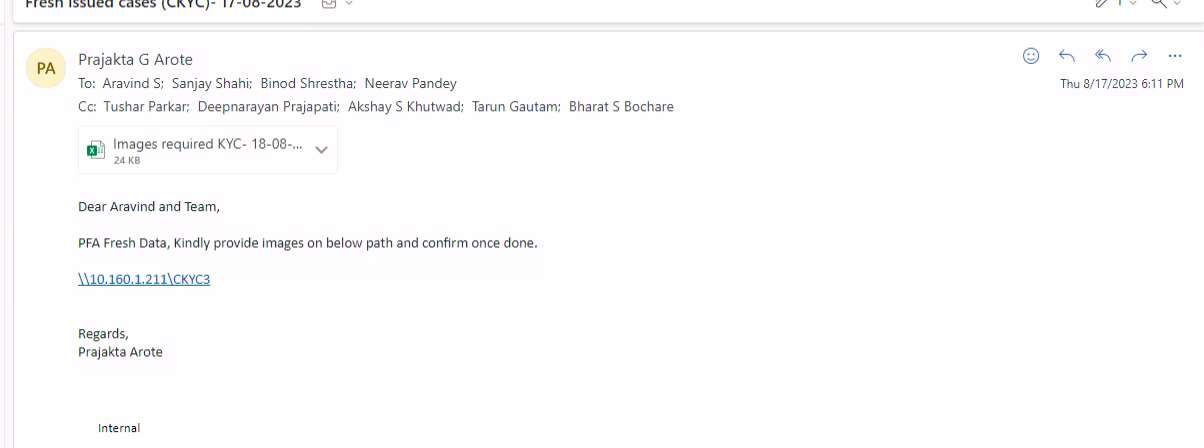 Fresh Issued cases (CKYC)- 17-08-2023
PA
Prajakta G Arote
To: Aravind S; Sanjay Shahi; Binod Shrestha; Neerav Pandey
Thu 8/17/2023 6:11 PM
Cc: Tushar Parkar; Deepnarayan Prajapati; Akshay S Khutwad; Tarun Gautam; Bharat S Bochare
Images required KYC- 18-08-...
24 KB
Dear Aravind and Team,
PFA Fresh Data, Kindly provide images on below path and confirm once done.
\\10.160.1.211\CKYC3
Regards,
Prajakta Arote
Internal